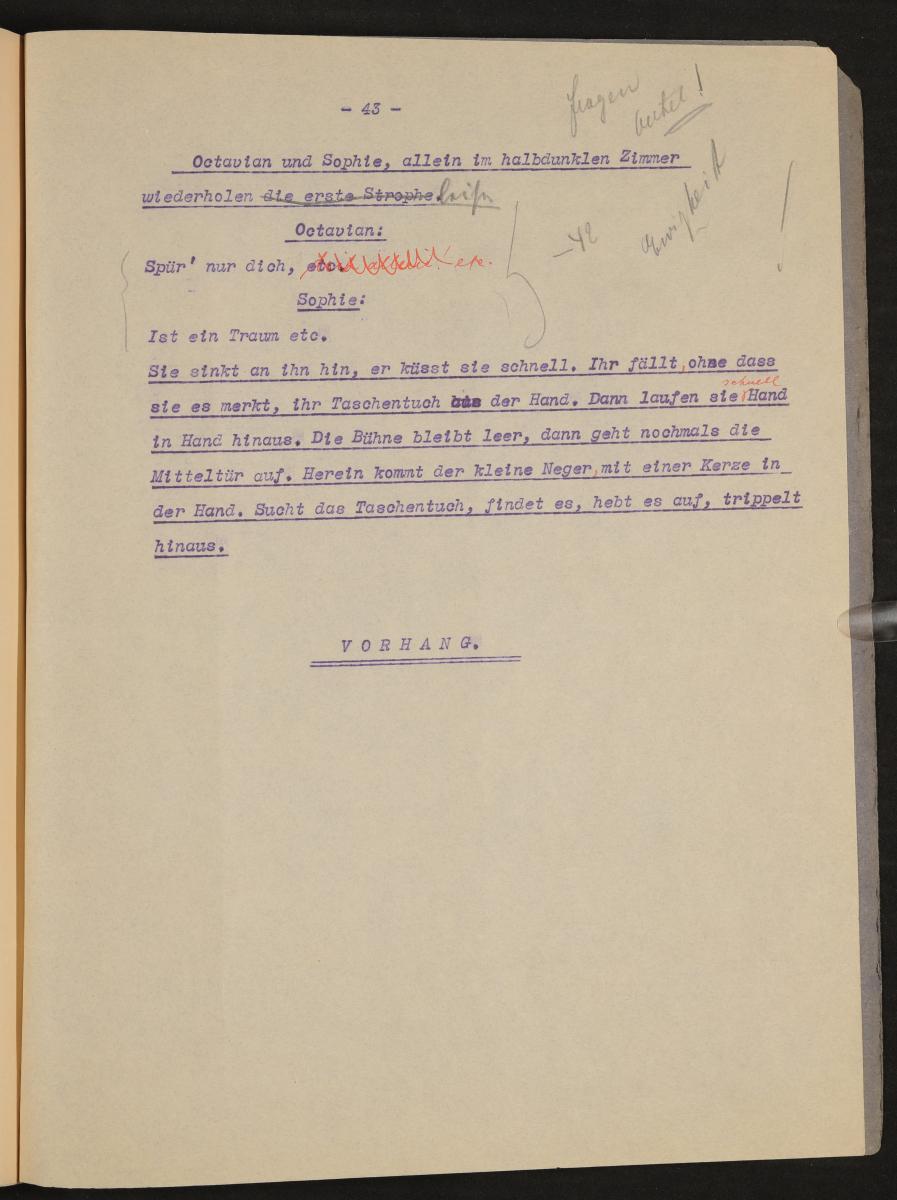 - 43 -
fragen
!
Octavian und Sophie, allein im halbdunklen Zimmer
wiederholen die erste Strophe. leise
Octavian:
- 42
Ewigkeit
!
Spür' nur dich, etc.
Sophie:
Ist ein Traum etc.
Sie sinkt an ihn hin, er küsst sie schnell. Ihr fällt, ohne dass
schnell
sie es merkt, ihr Taschentuch aus der Hand. Dann laufen sie Hand
in Hand hinaus. Die Bühne bleibt leer, dann geht nochmals die
Mitteltür auf. Herein kommt der kleine Neger, mit einer Kerze in
der Hand. Sucht das Taschentuch, findet es, hebt es auf, trippelt
hinaus.
VORHANG.